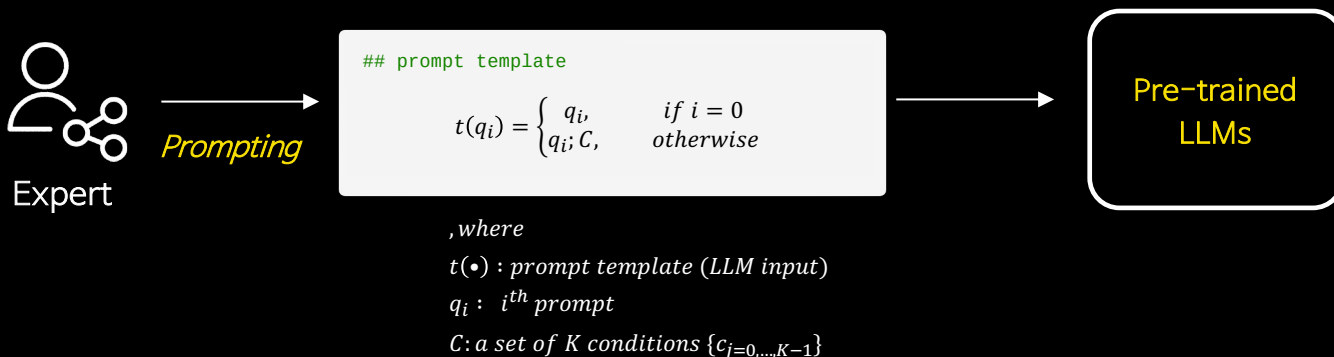 Expert
Prompting
## prompt template
t(q_i) = { q_i, if i = 0
q_i; C, otherwise
Pre-trained
LLMs
, where
t(•) : prompt template (LLM input)
q_i : i^th prompt
C: a set of K conditions {c_{j=0,...,K−1}}